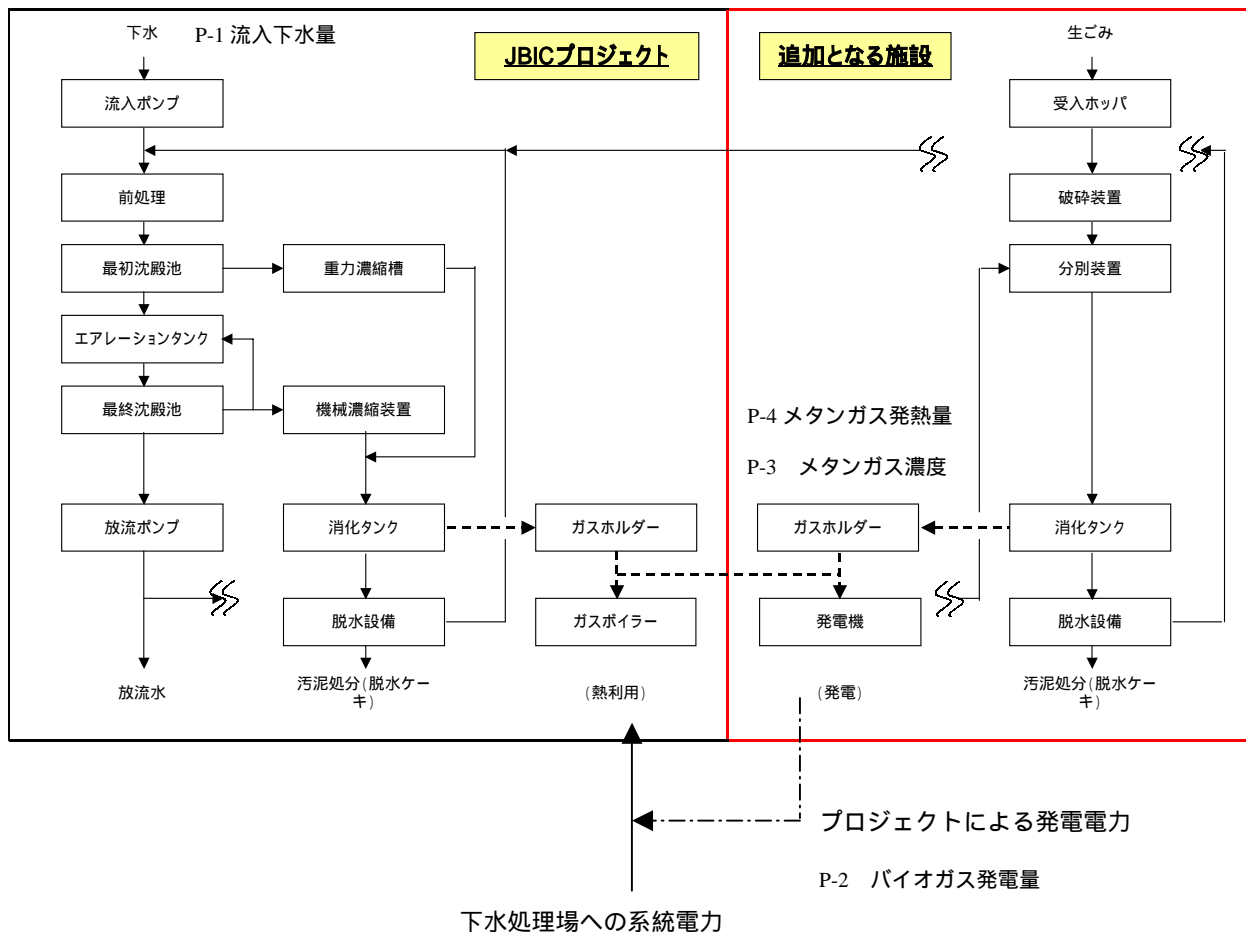 下水
P-1 流入下水量
JBICプロジェクト
追加となる施設
生ごみ
流入ポンプ
受入ホッパ
前処理
破砕装置
最初沈殿池
重力濃縮槽
分別装置
エアレーションタンク
最終沈殿池
機械濃縮装置
P-4 メタンガス発熱量
P-3 メタンガス濃度
放流ポンプ
消化タンク
ガスホルダー
ガスホルダー
消化タンク
脱水設備
ガスボイラー
発電機
脱水設備
放流水
汚泥処分(脱水ケー
キ)
(熱利用)
(発電)
汚泥処分(脱水ケー
キ)
プロジェクトによる発電電力
P-2 バイオガス発電量
下水処理場への系統電力